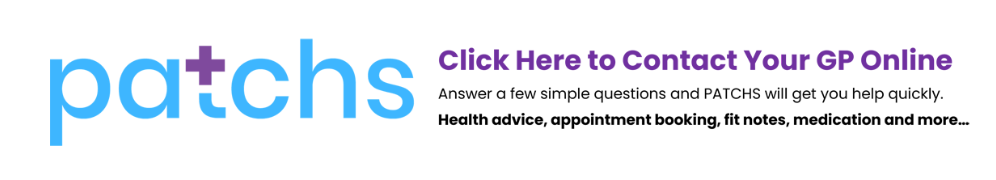 patchs
Click Here to Contact Your GP Online
Answer a few simple questions and PATCHS will get you help quickly.
Health advice, appointment booking, fit notes, medication and more...